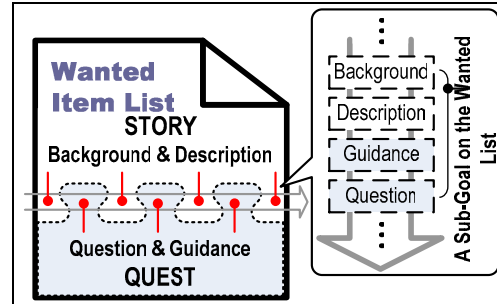 Wanted
Item List
STORY
Background & Description
Question & Guidance
QUEST
Background
Description
Guidance
Question
A Sub-Goal on the Wanted
List